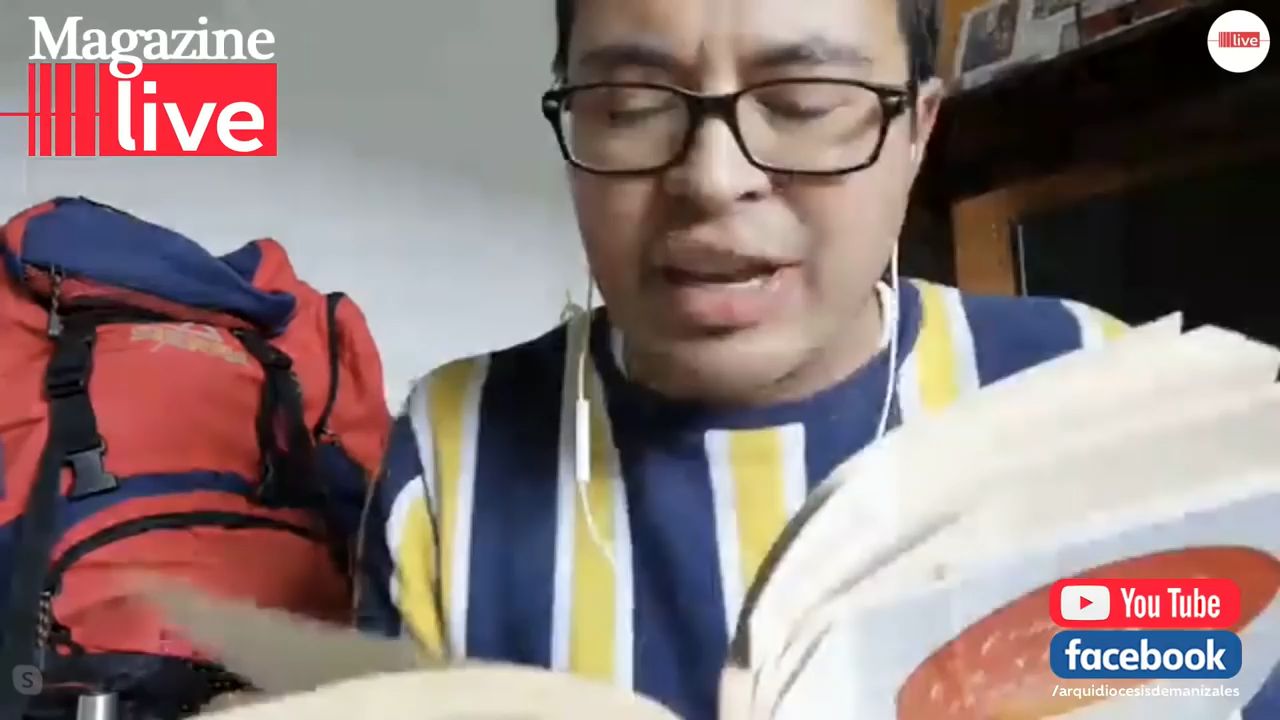 Magazine
live
live
You Tube
facebook
/arquidiocesisdemanizales
S